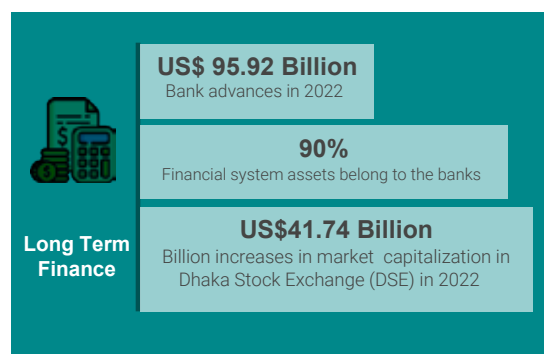 US$ 95.92 Billion
Bank advances in 2022
90%
Financial system assets belong to the banks
Long Term
Finance
US$41.74 Billion
Billion increases in market capitalization in
Dhaka Stock Exchange (DSE) in 2022